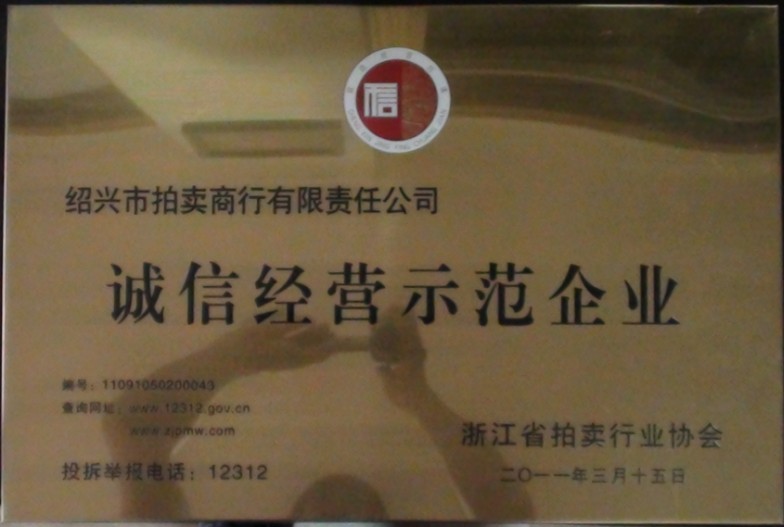 信
绍兴市拍卖商行有限责任公司
诚信经营示范企业
编号：11091050200043
查询网址：www.12312.gov.cn
www.zjpmw.com
投拆举报电话：12312
浙江省拍卖行业协会
二〇一一年三月十五日